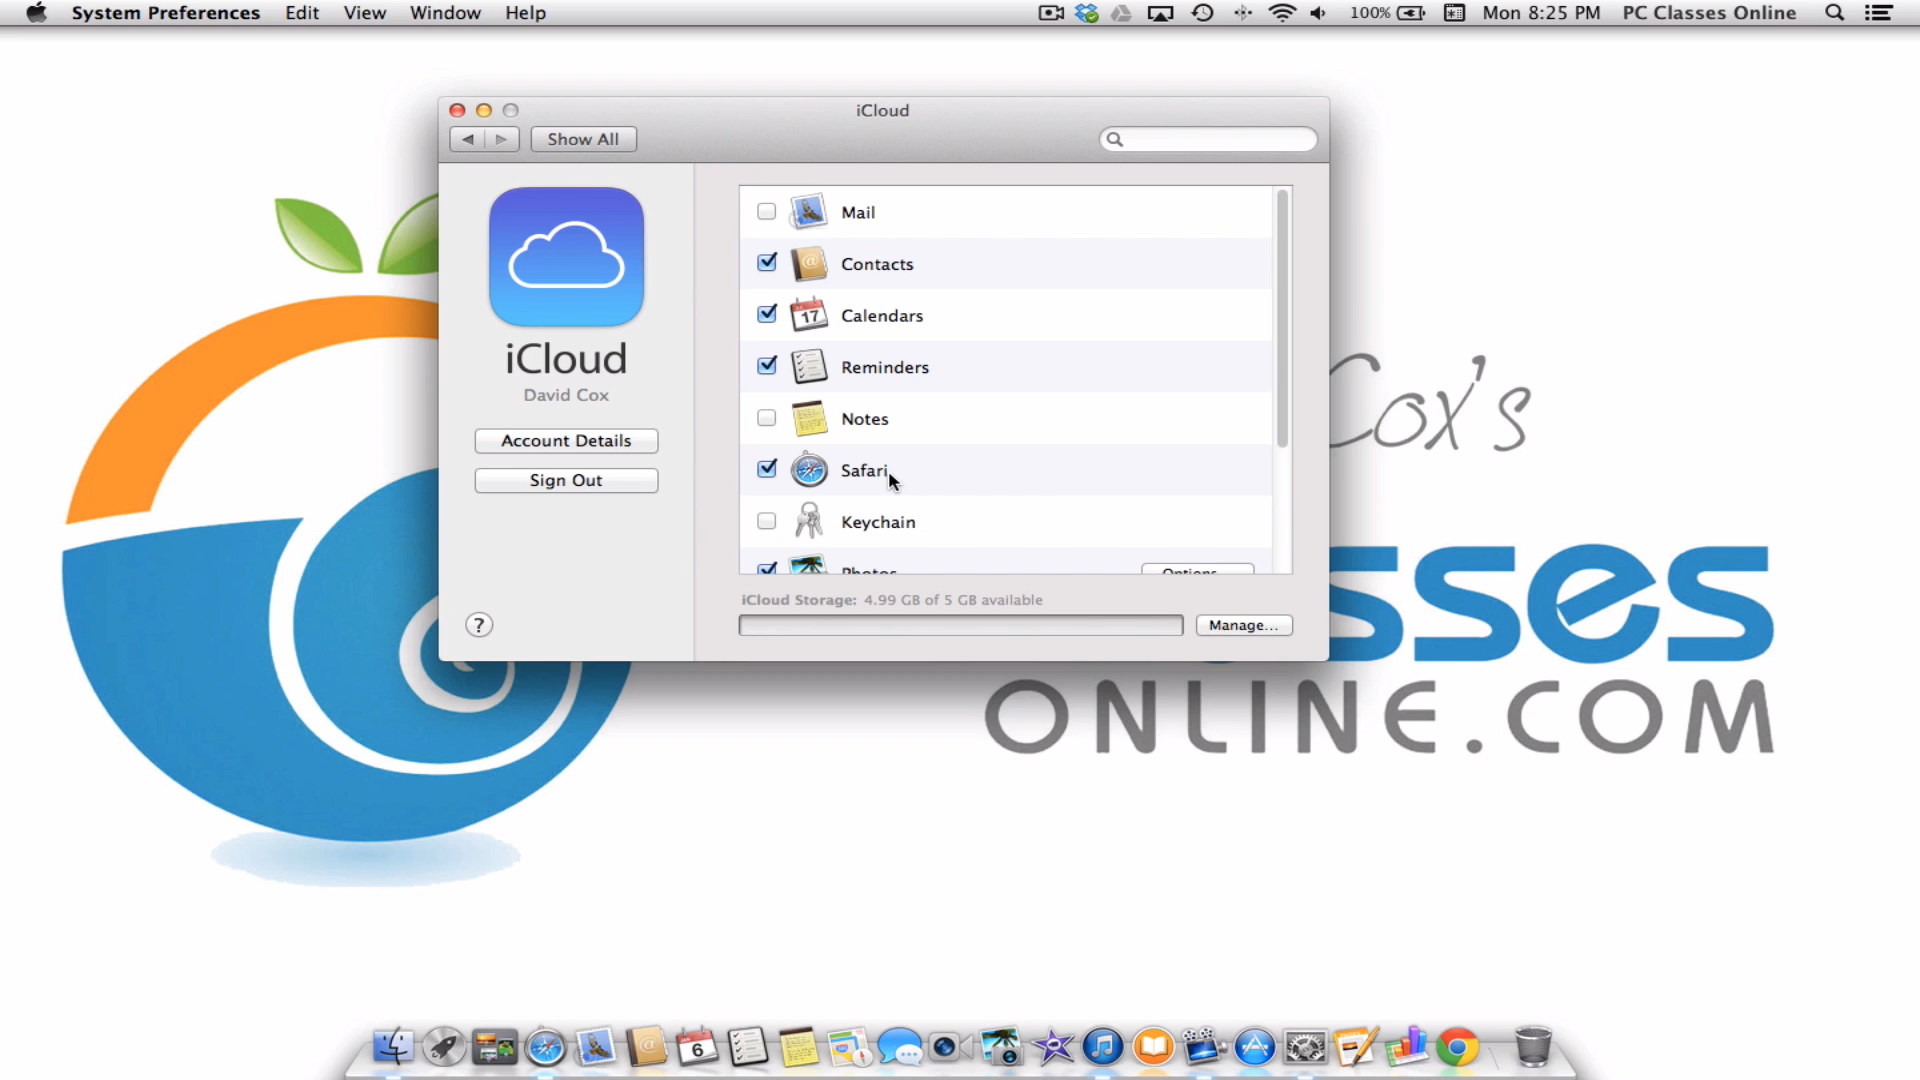 System Preferences Edit View Window Help 100% Mon 8:25 PM PC Classes Online
iCloud
Show All
Mail
Contacts
17
Calendars
Reminders
Notes
Safari
Keychain
Photos
Options...
iCloud
David Cox
Account Details
Sign Out
?
iCloud Storage: 4.99 GB of 5 GB available
Manage...
Cox's
sses
ONLINE.COM
6